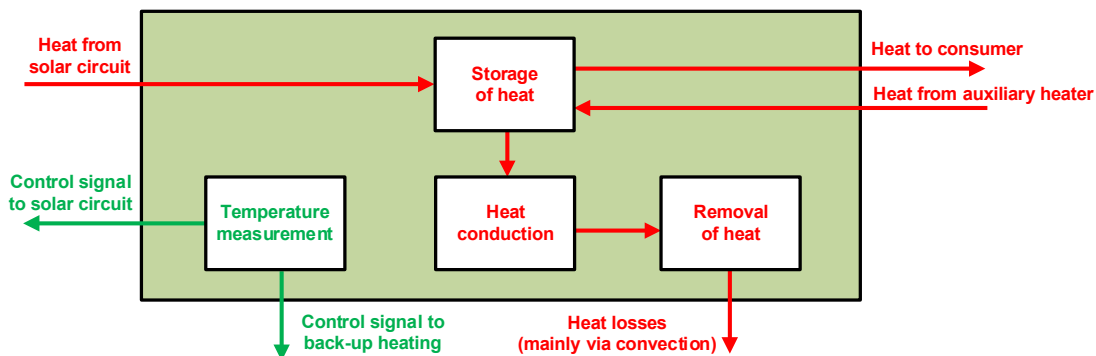 Heat from
solar circuit
Storage
of heat
Heat to consumer
Heat from auxiliary heater
Control signal
to solar circuit
Temperature
measurement
Heat
conduction
Removal
of heat
Control signal to
back-up heating
Heat losses
(mainly via convection)